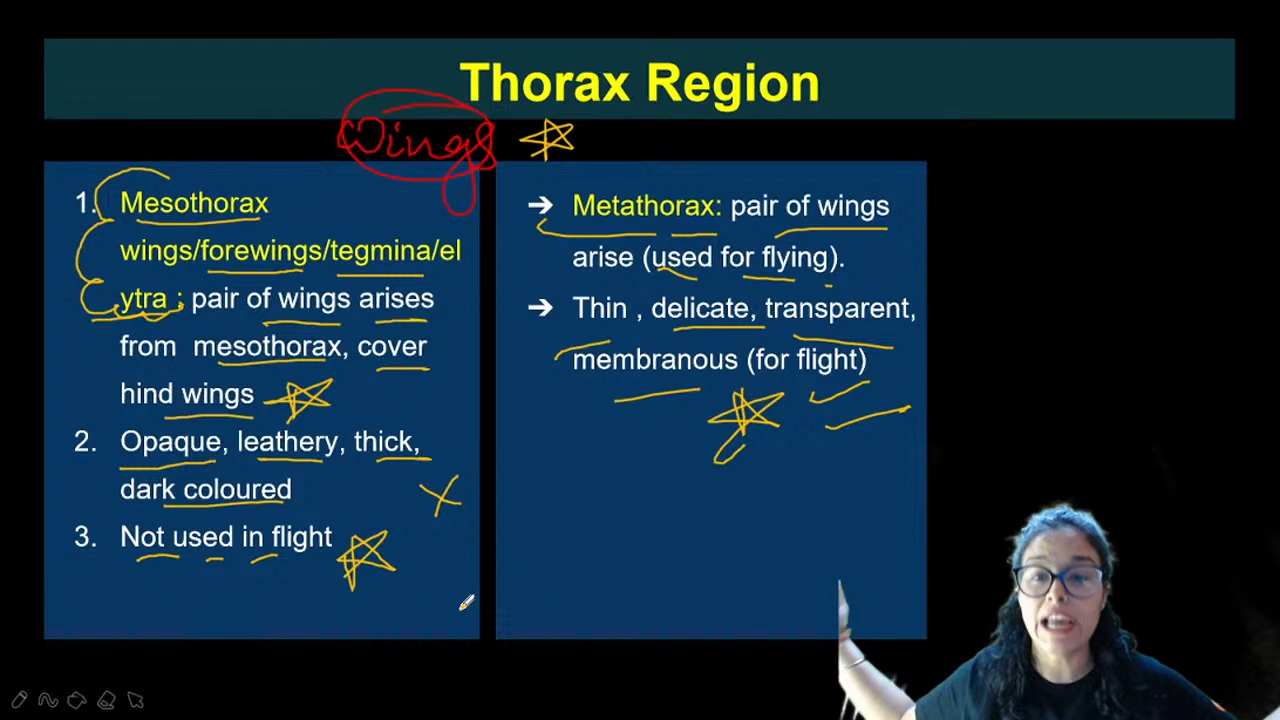 Thorax Region
Wings
1. Mesothorax
wings/forewings/tegmina/el
ytra : pair of wings arises
from mesothorax, cover
hind wings
2. Opaque, leathery, thick,
dark coloured
3. Not used in flight
➔ Metathorax: pair of wings
arise (used for flying).
➔ Thin , delicate, transparent,
membranous (for flight)